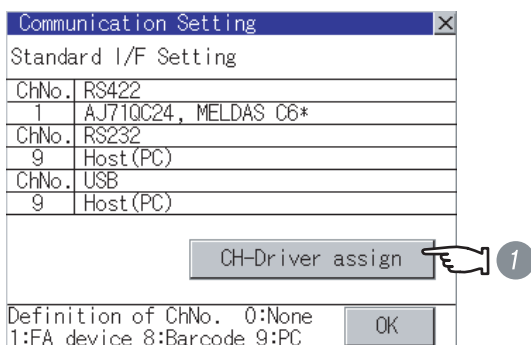 Communication Setting
Standard I/F Setting
ChNo. RS422
1 AJ71QC24, MELDAS C6*
ChNo. RS232
9 Host(PC)
ChNo. USB
9 Host(PC)
CH-Driver assign
1
Definition of ChNo. 0:None
1:FA device 8:Barcode 9:PC
OK